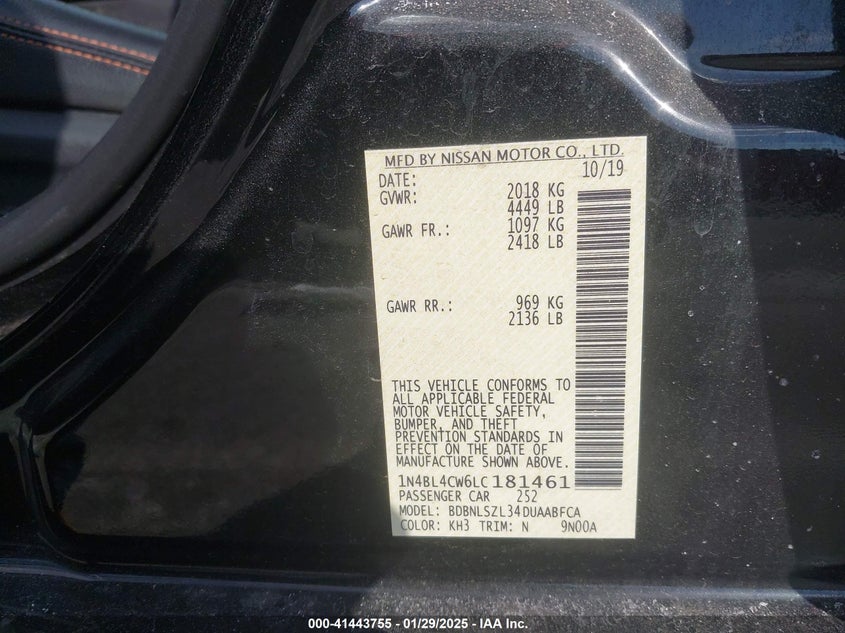 MFD BY NISSAN MOTOR CO., LTD.
DATE: 10/19
GVWR: 2018 KG
4449 LB
GAWR FR.: 1097 KG
2418 LB
GAWR RR.: 969 KG
2136 LB
THIS VEHICLE CONFORMS TO
ALL APPLICABLE FEDERAL
MOTOR VEHICLE SAFETY,
BUMPER, AND THEFT
PREVENTION STANDARDS IN
EFFECT ON THE DATE OF
MANUFACTURE SHOWN ABOVE.
1N4BL4CW6LC181461
PASSENGER CAR 252
MODEL: BDBNLSZL34DUAABFCA
COLOR: KH3 TRIM: N 9N00A
000-41443755 — 01/29/2025 — IAA Inc.